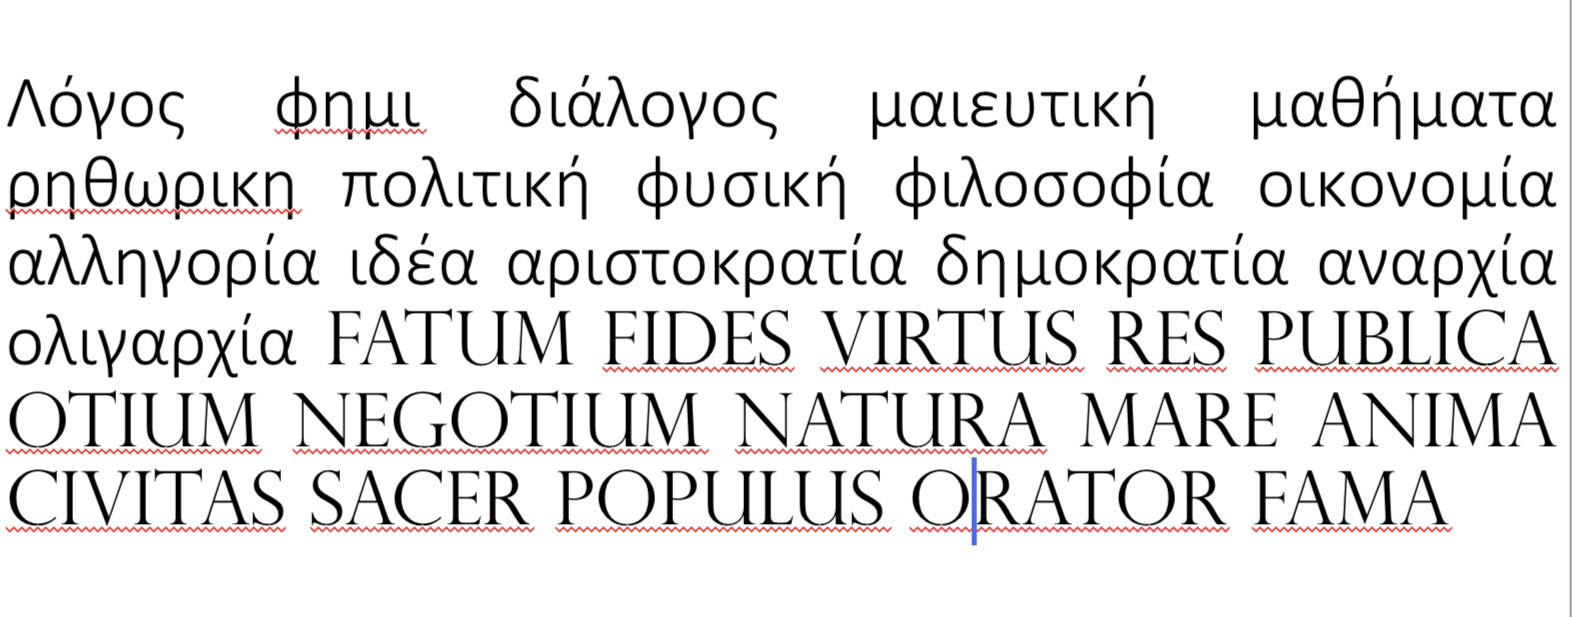 Λόγος φημι διάλογος μαιευτική μαθήματα
ρηθωρικη πολιτική φυσική φιλοσοφία οικονομία
αλληγορία ιδέα αριστοκρατία δημοκρατία αναρχία
ολιγαρχία FATUM FIDES VIRTUS RES PUBLICA
OTIUM NEGOTIUM NATURA MARE ANIMA
CIVITAS SACER POPULUS ORATOR FAMA